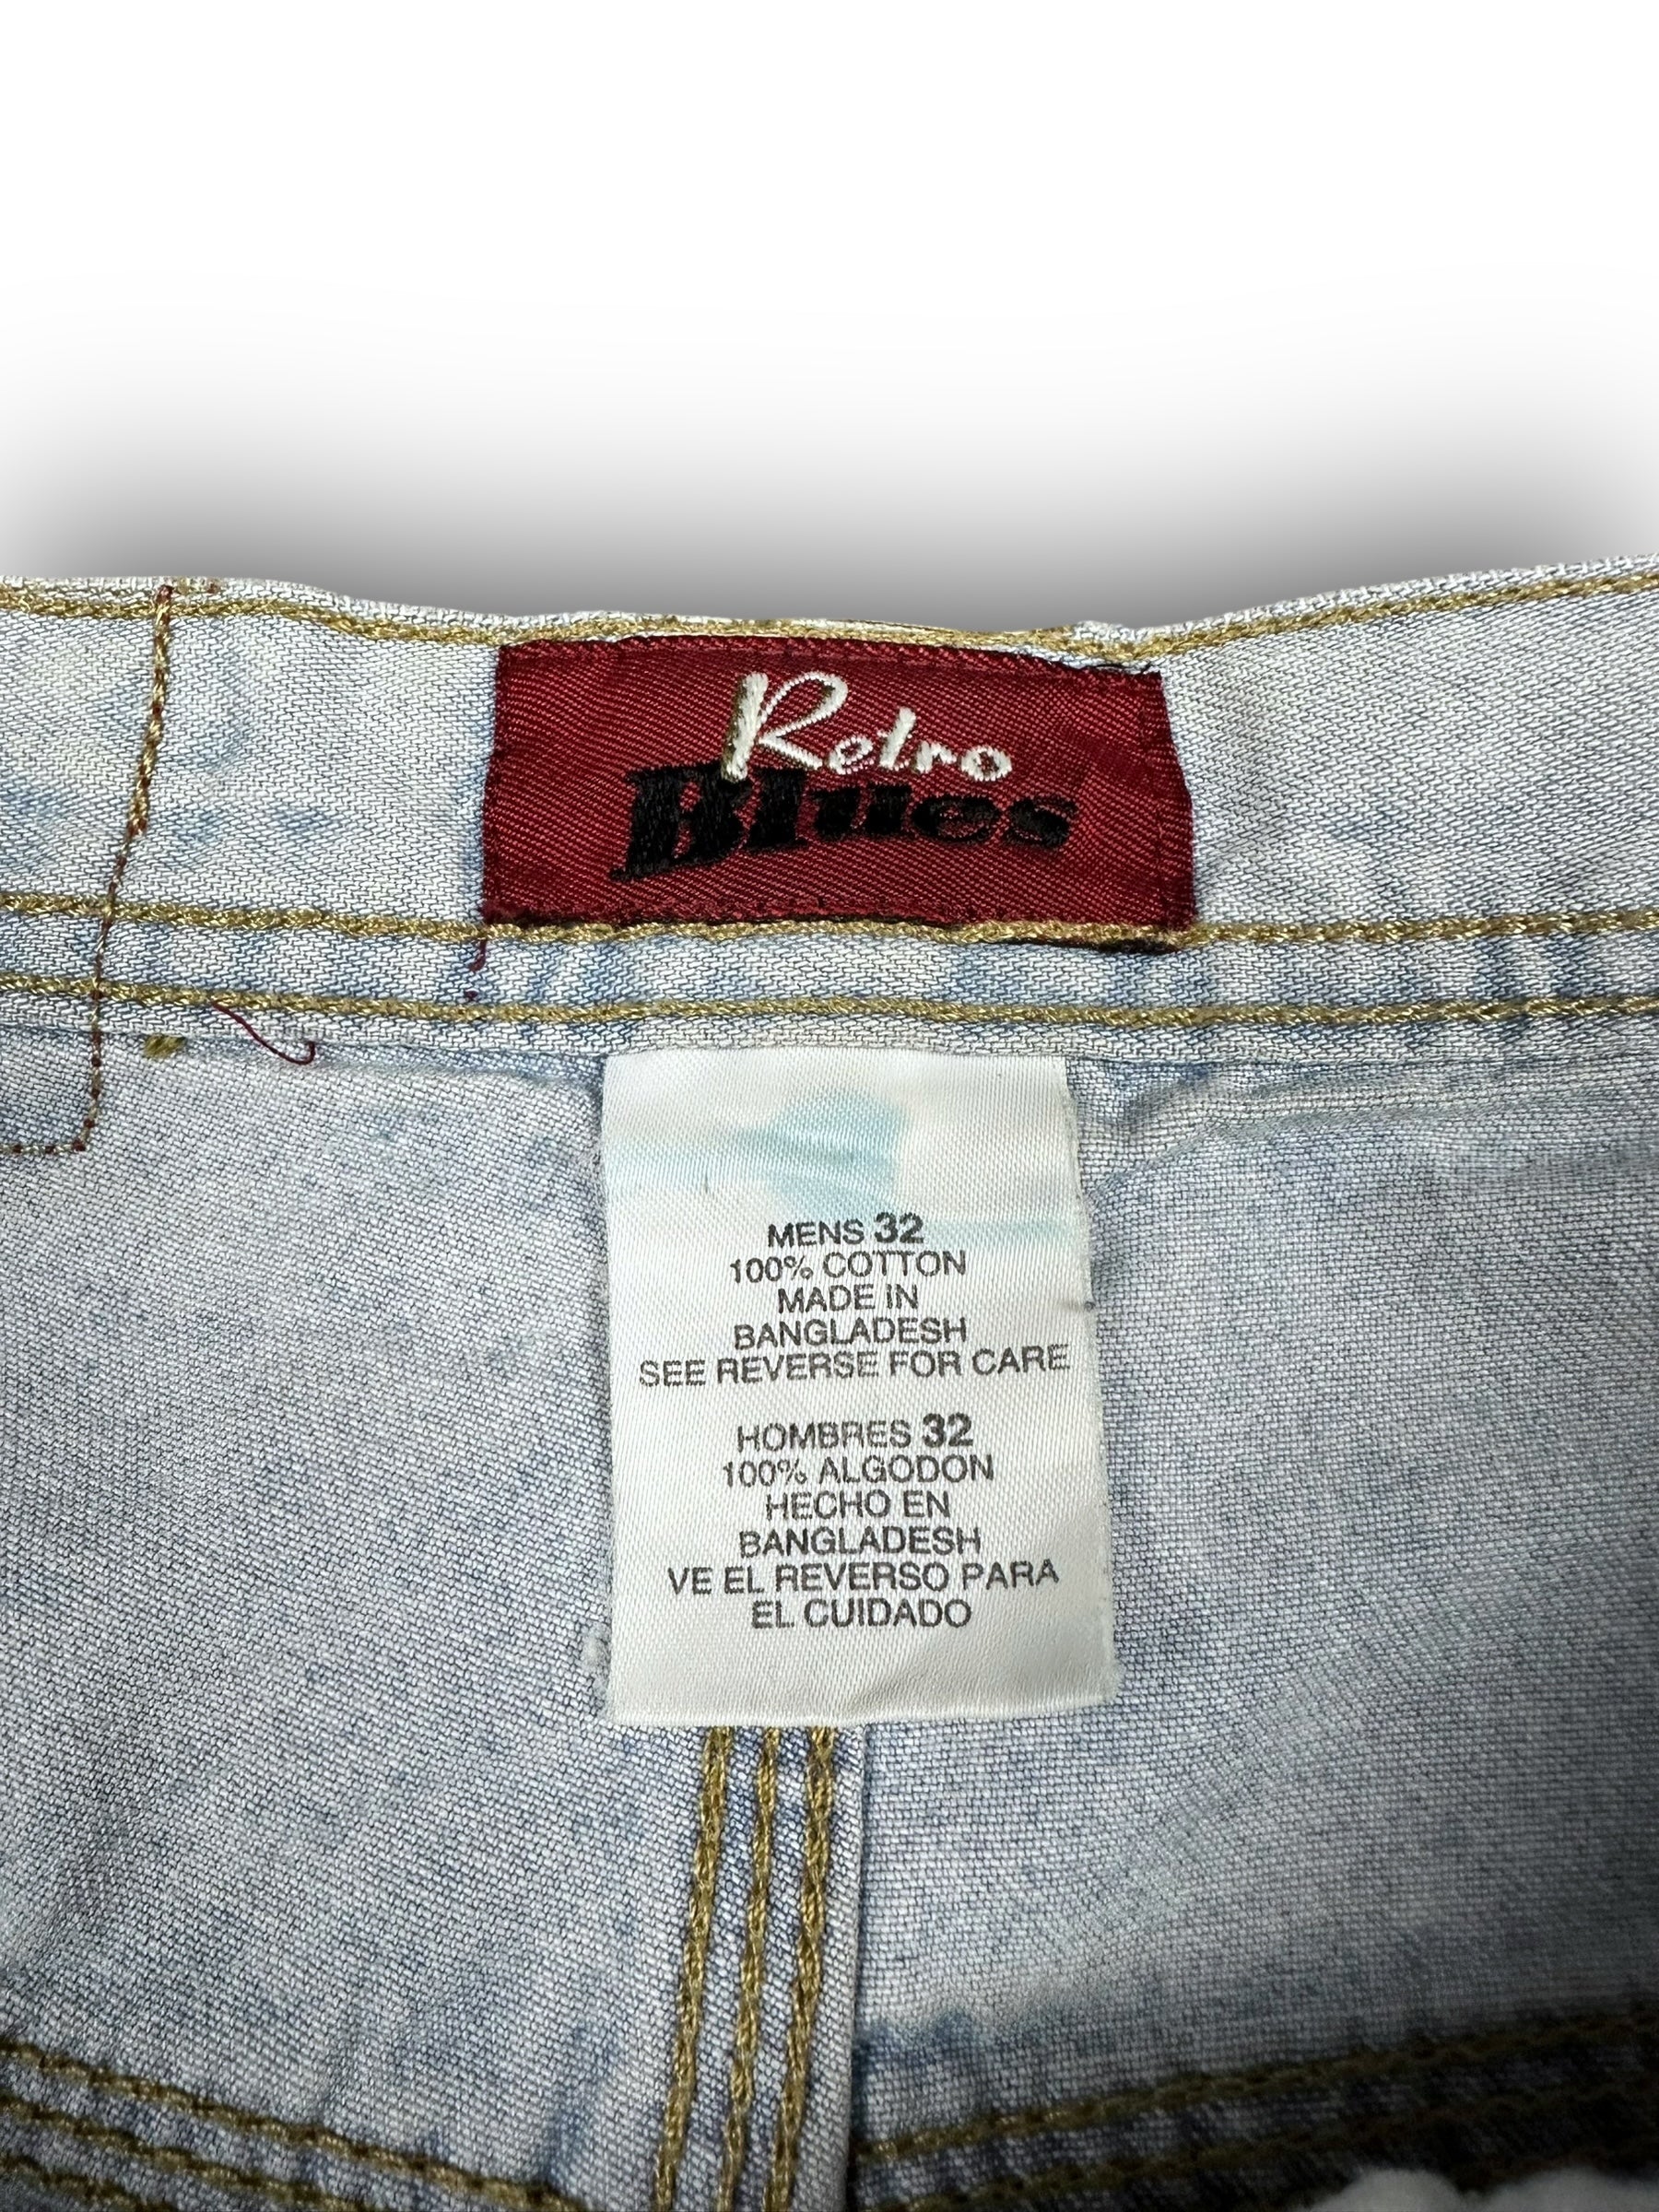 Retro
Blues
MENS 32
100% COTTON
MADE IN
BANGLADESH
SEE REVERSE FOR CARE
HOMBRES 32
100% ALGODON
HECHO EN
BANGLADESH
VE EL REVERSO PARA
EL CUIDADO